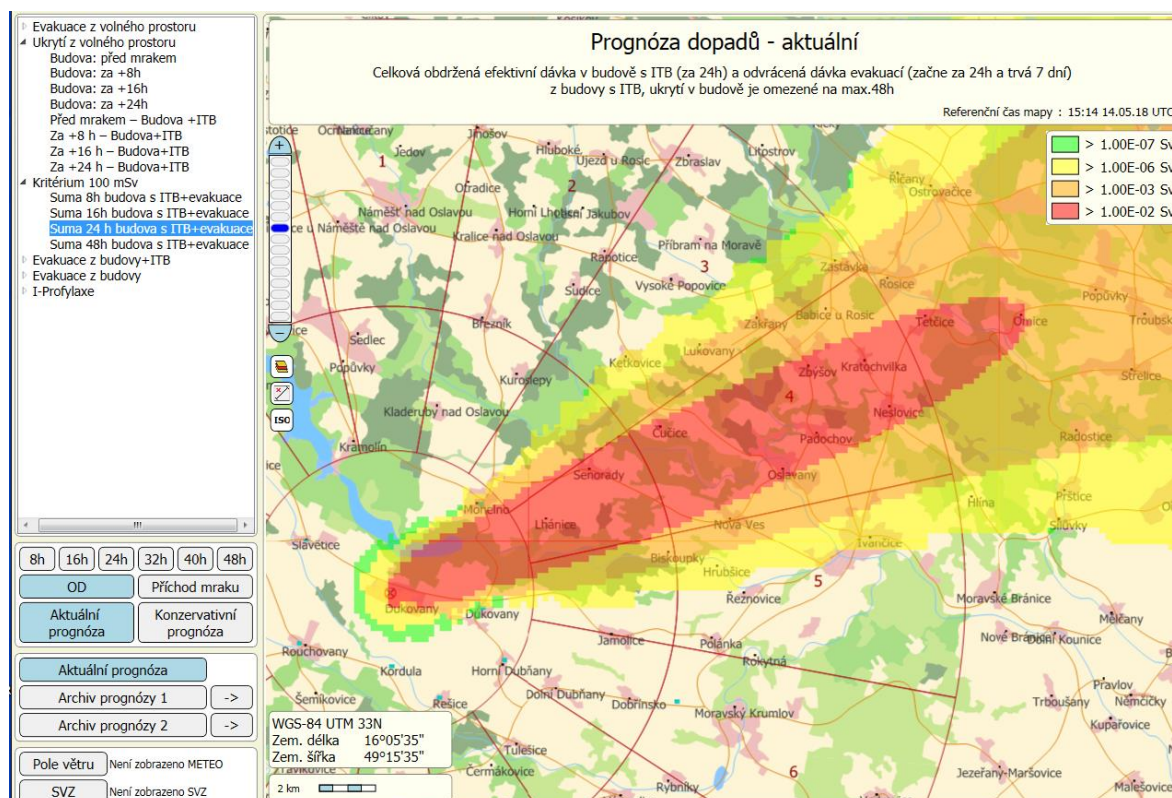 Evakuace z volného prostoru
Ukrytí z volného prostoru
Budova: před mrakem
Budova: za +8h
Budova: za +16h
Budova: za +24h
Před mrakem – Budova +ITB
Za +8 h – Budova+ITB
Za +16 h – Budova+ITB
Za +24 h – Budova+ITB
Kritérium 100 mSv
Suma 8h budova s ITB+evakuace
Suma 16h budova s ITB+evakuace
Suma 24 h budova s ITB+evakuace
Suma 48h budova s ITB+evakuace
Evakuace z budovy+ITB
Evakuace z budovy
I-Profylaxe
8h 16h 24h 32h 40h 48h
OD Příchod mraku
Aktuální prognóza Konzervativní prognóza
Aktuální prognóza
Archiv prognózy 1 ->
Archiv prognózy 2 ->
Pole větru Není zobrazeno METEO
SVZ Není zobrazeno SVZ
Prognóza dopadů - aktuální
Celková obdržená efektivní dávka v budově s ITB (za 24h) a odvrácená dávka evakuací (začne za 24h a trvá 7 dní)
z budovy s ITB, ukrytí v budově je omezené na max.48h
Referenční čas mapy : 15:14 14.05.18 UTC
> 1.00E-07 Sv
> 1.00E-06 Sv
> 1.00E-03 Sv
> 1.00E-02 Sv
+
−
ISO
Jinošov
Jedov
1
Hluboké
Újezd u Rosic
Zbraslav
Litostrov
Říčany
Ostrovačice
Otradice
2
Náměšť nad Oslavou
Horní Lhotice
Jakubov
Kralice nad Oslavou
Rapotice
Příbram na Moravě
3
Zastávka
Sudice
Vysoké Popovice
Rosice
Popůvky
Březník
Zákřany
Babice u Rosic
Tetčice
Omice
Troubsk
Sedlec
Popůvky
Ketkovice
Lukovany
Zbýšov
Kratochvilka
Kuroslepy
Střelice
4
Kladeruby nad Oslavou
Neslovice
Čučice
Padochov
Radostice
Kramolín
Senorady
Oslavany
Mohelno
Hlína
Prštice
Lhánice
Nová Ves
Silůvky
Slavětice
Ivančice
Biskoupky
Hrubšice
5
Řeznovice
Moravské Bránice
Dukovany
Dukovany
Mělčany
Rouchovany
Jamolice
Polánka
Nové Bránice
Dolní Kounice
Rokytná
Kordula
Horní Dubňany
Pravlov
Šemíkovice
Rešice
Dolní Dubňany
Dobřínsko
Trboušany
Němčičky
Moravský Krumlov
Kupařovice
Tulešice
Čermákovice
6
Jezeřany-Maršovice
Rybníky
Malešovice
WGS-84 UTM 33N
Zem. délka 16°05'35"
Zem. šířka 49°15'35"
2 km